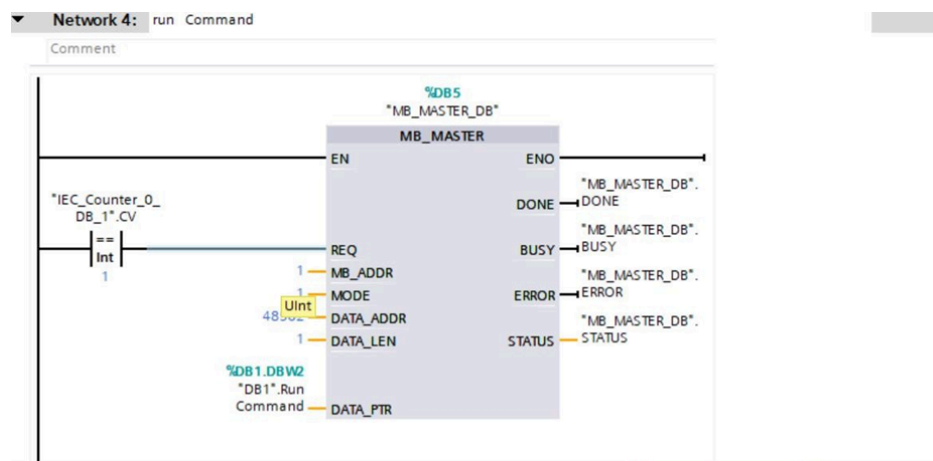 Network 4: run Command
Comment
%DB5
"MB_MASTER_DB"
MB_MASTER
EN
ENO
"IEC_Counter_0_
DB_1".CV
==
Int
1
REQ
1
MB_ADDR
1
MODE
UInt
DATA_ADDR
1
DATA_LEN
%DB1.DBW2
"DB1".Run
Command
DATA_PTR
DONE
"MB_MASTER_DB".
DONE
BUSY
"MB_MASTER_DB".
BUSY
ERROR
"MB_MASTER_DB".
ERROR
STATUS
"MB_MASTER_DB".
STATUS